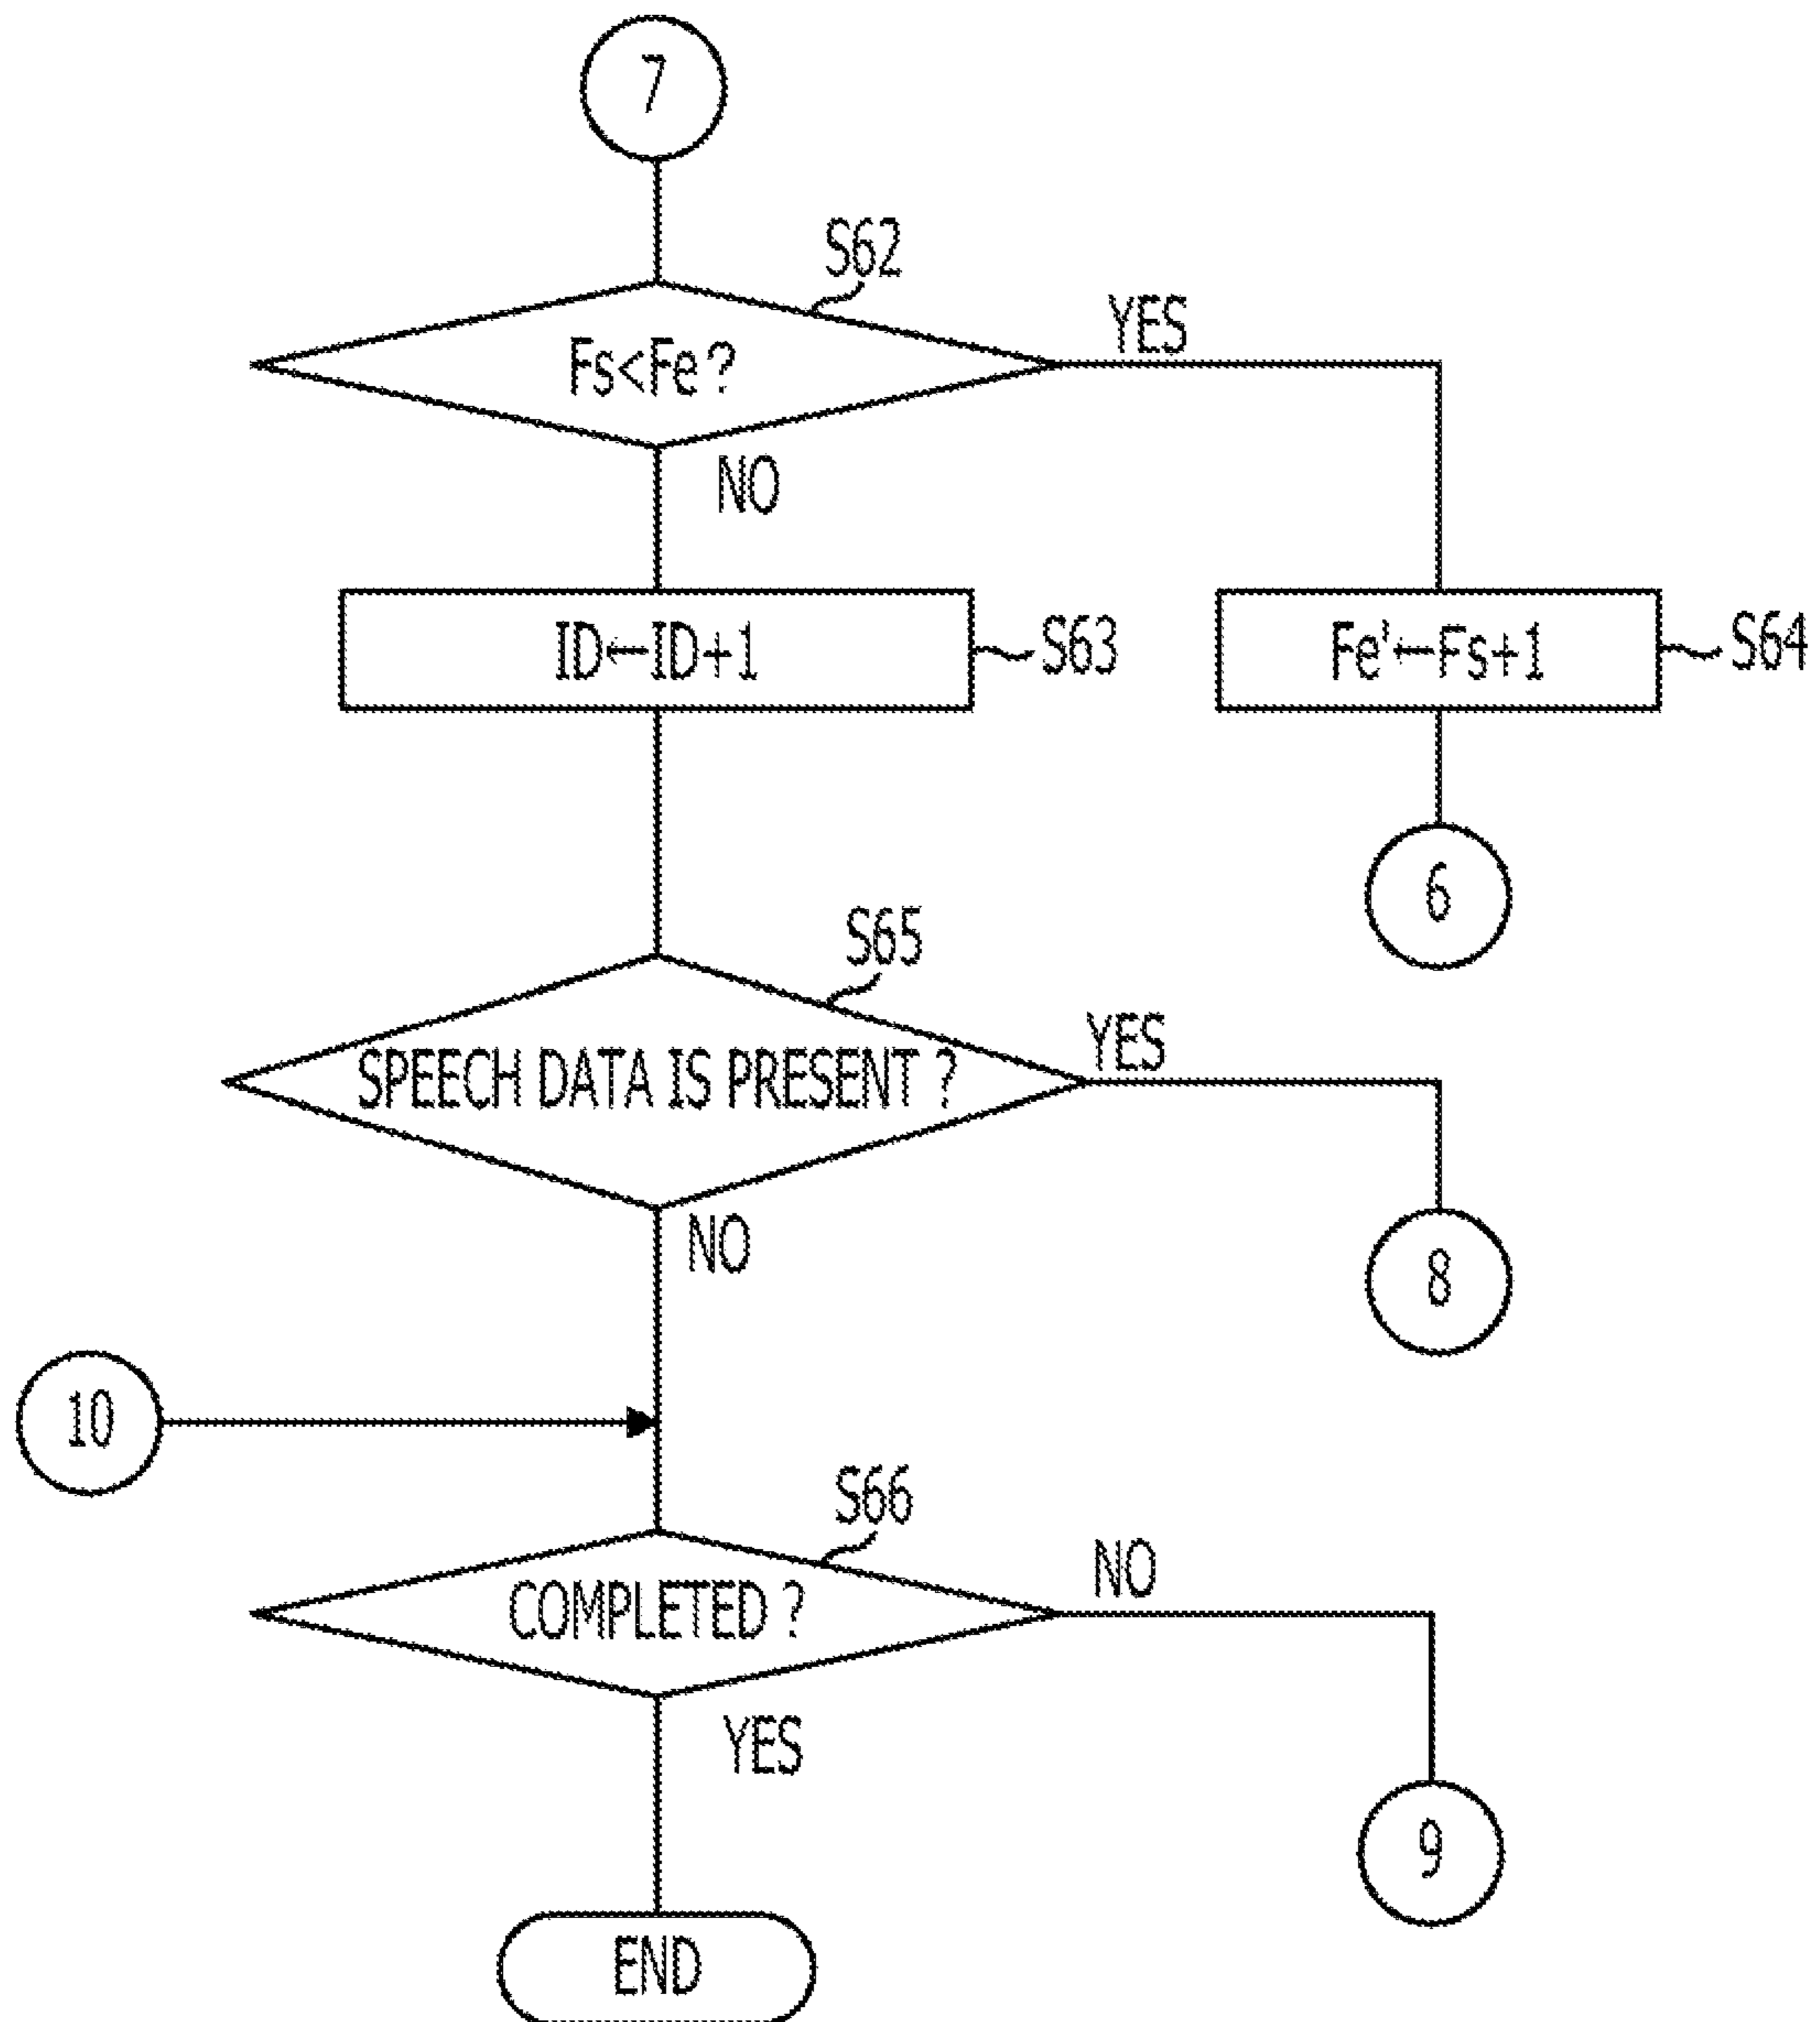 7
S62
Fs<Fe?
YES
NO
ID←ID+1
S63
Fe'←Fs+1
S64
6
S65
SPEECH DATA IS PRESENT ?
YES
NO
8
10
S66
COMPLETED ?
NO
YES
9
END